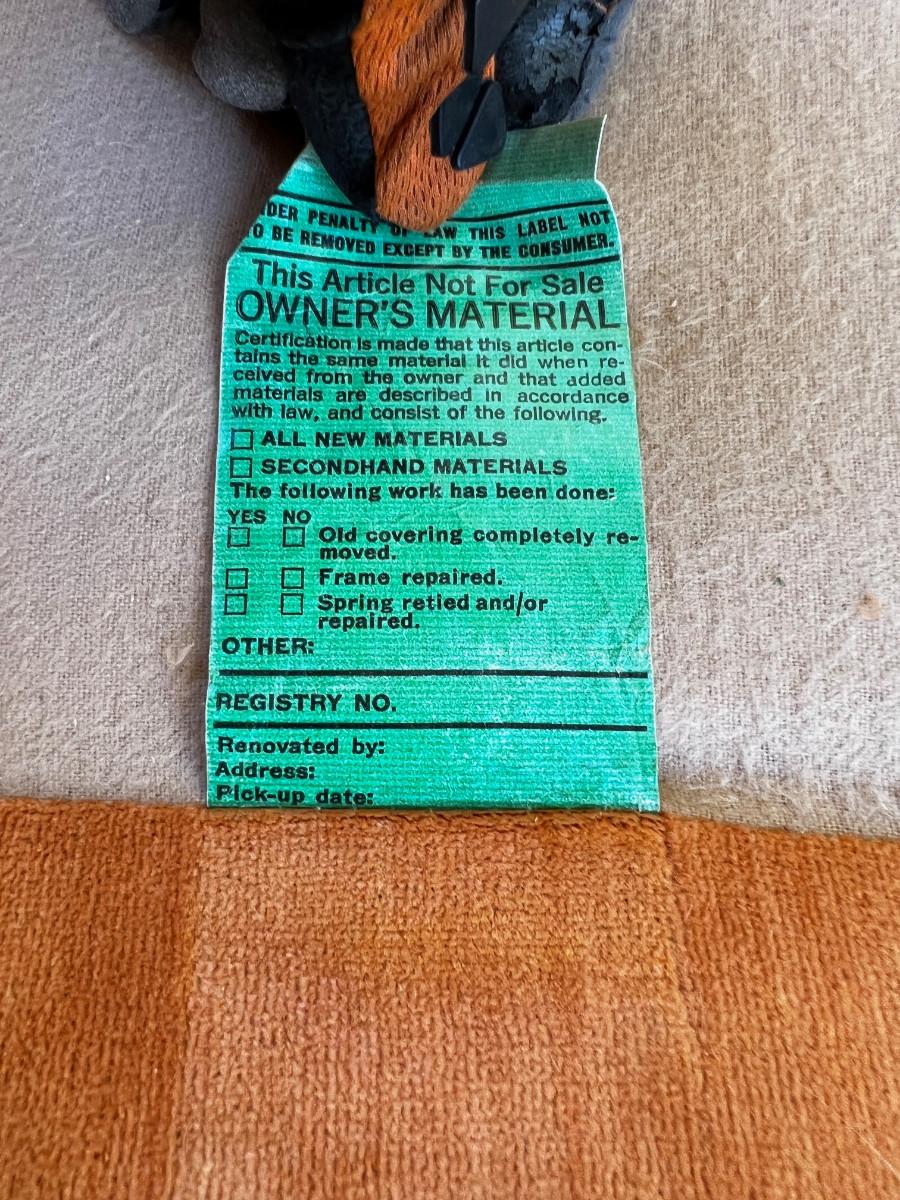 DER PENALTY OF LAW THIS LABEL NOT
O BE REMOVED EXCEPT BY THE CONSUMER.
This Article Not For Sale
OWNER'S MATERIAL
Certification is made that this article con-
tains the same material it did when re-
ceived from the owner and that added
materials are described in accordance
with law, and consist of the following.
ALL NEW MATERIALS
SECONDHAND MATERIALS
The following work has been done:
YES NO
Old covering completely re-
moved.
Frame repaired.
Spring retied and/or
repaired.
OTHER:
REGISTRY NO.
Renovated by:
Address:
Pick-up date: